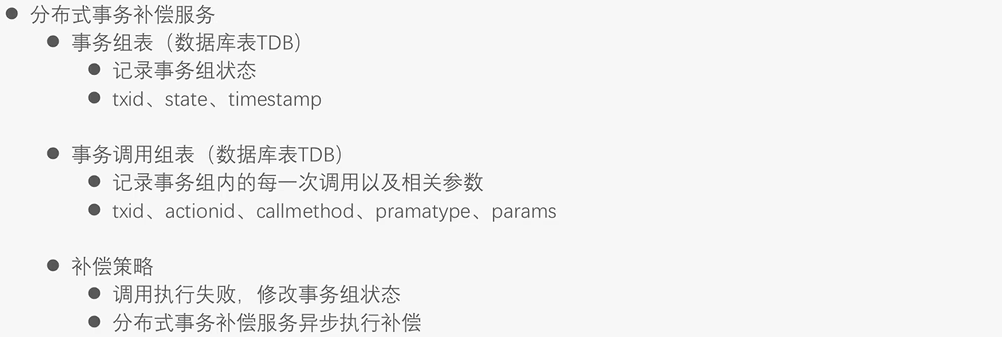 分布式事务补偿服务
事务组表（数据库表TDB）
记录事务组状态
txid、state、timestamp
事务调用组表（数据库表TDB）
记录事务组内的每一次调用以及相关参数
txid、actionid、callmethod、pramatype、params
补偿策略
调用执行失败，修改事务组状态
分布式事务补偿服务异步执行补偿